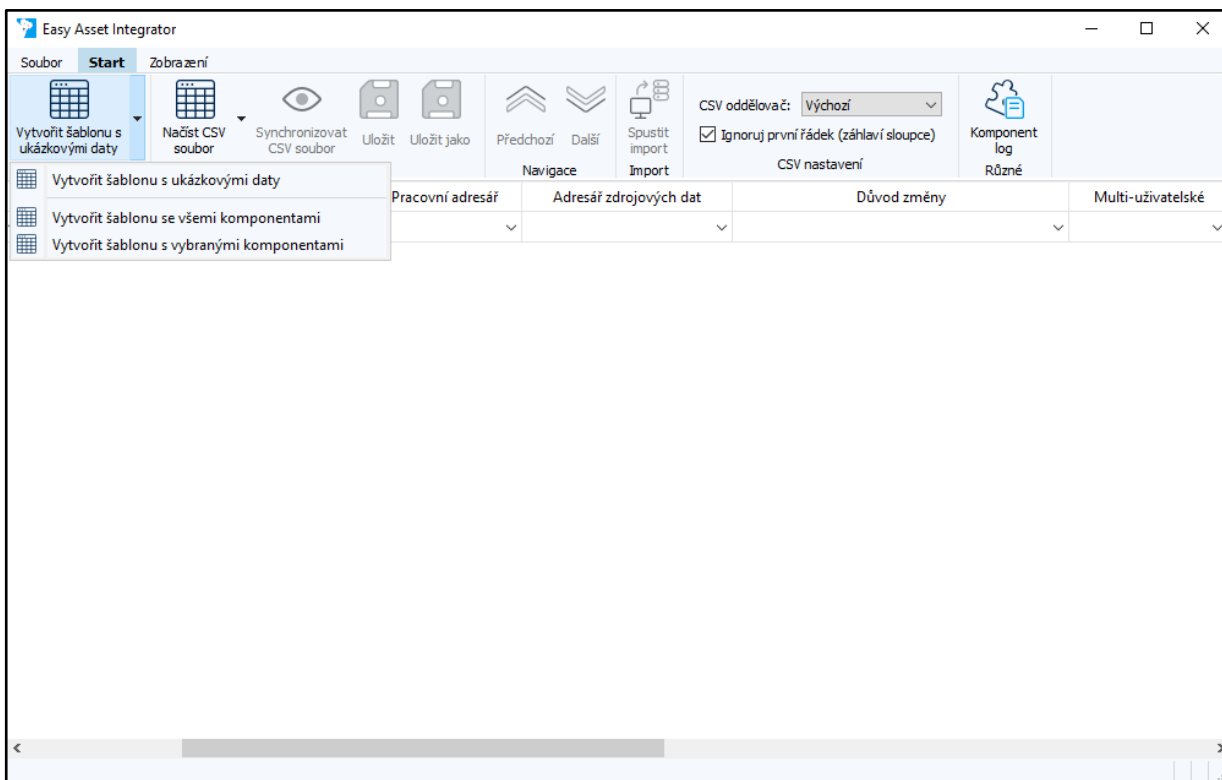 Easy Asset Integrator
Soubor Start Zobrazení
Vytvořit šablonu s
ukázkovými daty
Načíst CSV
soubor
Synchronizovat
CSV soubor
Uložit
Uložit jako
Předchozí
Další
Navigace
Spustit
import
Import
CSV oddělovač: Výchozí
Ignoruj první řádek (záhlaví sloupce)
CSV nastavení
Komponent
log
Různé
Vytvořit šablonu s ukázkovými daty
Vytvořit šablonu se všemi komponentami
Vytvořit šablonu s vybranými komponentami
Pracovní adresář Adresář zdrojových dat Důvod změny Multi-uživatelské